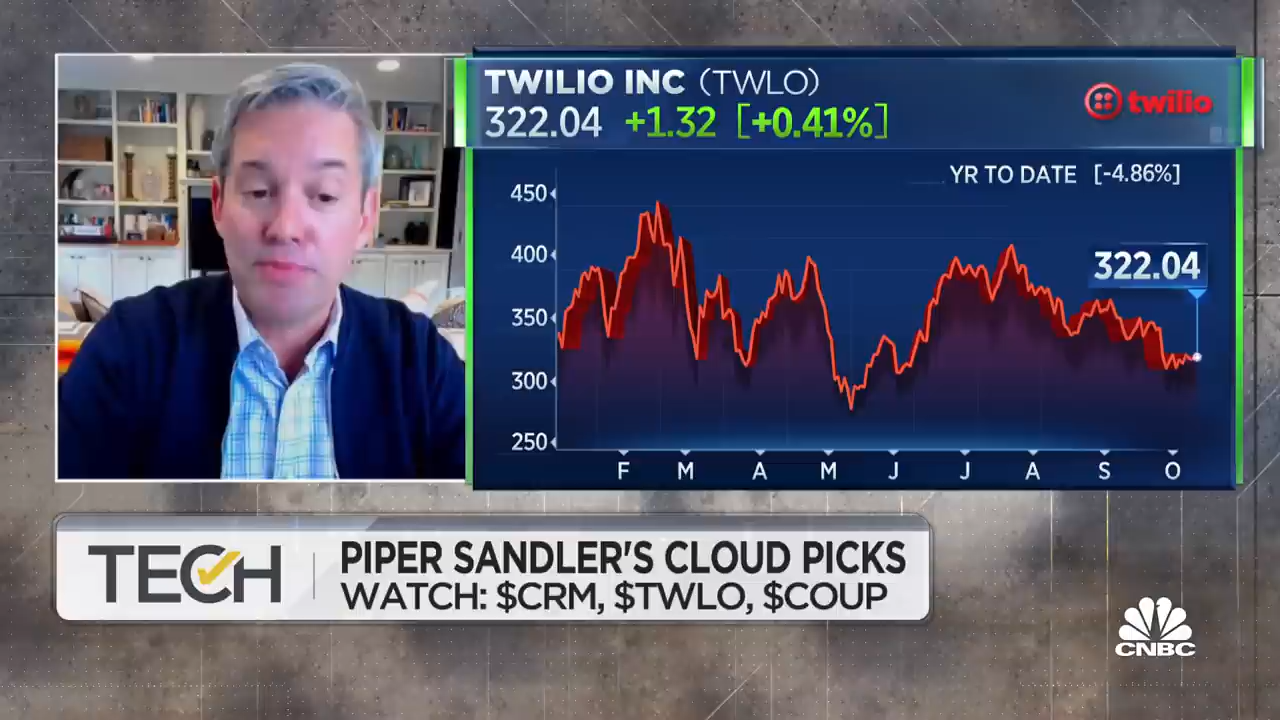 TWILIO INC (TWLO)
322.04 +1.32 [+0.41%]
twilio
YR TO DATE [-4.86%]
450
400
350
300
250
322.04
F M A M J J A S O
TECH
PIPER SANDLER'S CLOUD PICKS
WATCH: $CRM, $TWLO, $COUP
CNBC